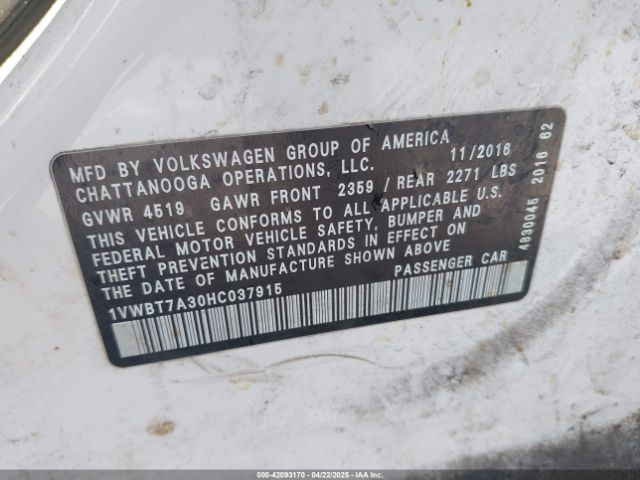 MFD BY VOLKSWAGEN GROUP OF AMERICA
CHATTANOOGA OPERATIONS, LLC. 11/2016
GVWR 4519 GAWR FRONT 2359 / REAR 2271 LBS
THIS VEHICLE CONFORMS TO ALL APPLICABLE U.S.
FEDERAL MOTOR VEHICLE SAFETY, BUMPER AND
THEFT PREVENTION STANDARDS IN EFFECT ON
THE DATE OF MANUFACTURE SHOWN ABOVE
1VWBT7A30HC037915 PASSENGER CAR
4830045 2016 62
000-42093170 - 04/22/2025 - IAA Inc.